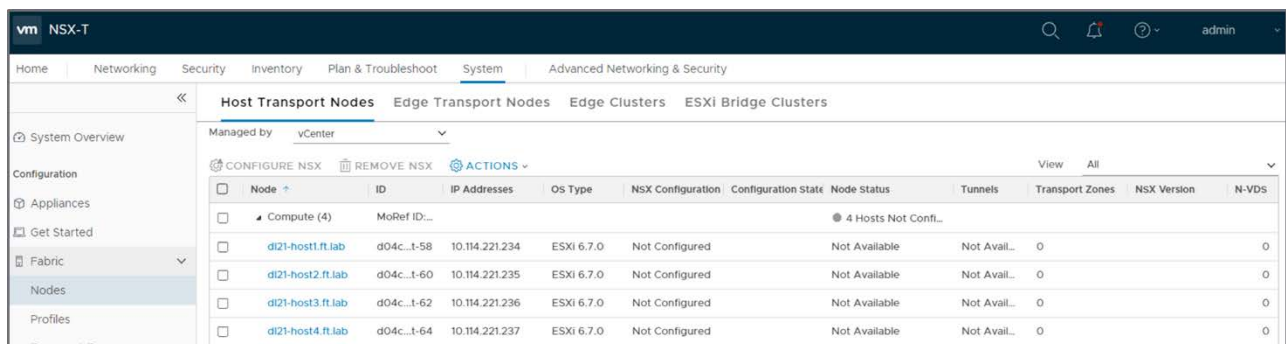 vm NSX-T admin
Home Networking Security Inventory Plan & Troubleshoot System Advanced Networking & Security
Host Transport Nodes Edge Transport Nodes Edge Clusters ESXi Bridge Clusters
System Overview
Managed by vCenter
Configuration
CONFIGURE NSX REMOVE NSX ACTIONS View All
Node ID IP Addresses OS Type NSX Configuration Configuration State Node Status Tunnels Transport Zones NSX Version N-VDS
Appliances
Compute (4) MoRef ID:... 4 Hosts Not Confi...
Get Started
dl21-host1.ft.lab d04c...t-58 10.114.221.234 ESXi 6.7.0 Not Configured Not Available Not Avail... 0 0
Fabric
dl21-host2.ft.lab d04c...t-60 10.114.221.235 ESXi 6.7.0 Not Configured Not Available Not Avail... 0 0
Nodes
dl21-host3.ft.lab d04c...t-62 10.114.221.236 ESXi 6.7.0 Not Configured Not Available Not Avail... 0 0
Profiles
dl21-host4.ft.lab d04c...t-64 10.114.221.237 ESXi 6.7.0 Not Configured Not Available Not Avail... 0 0